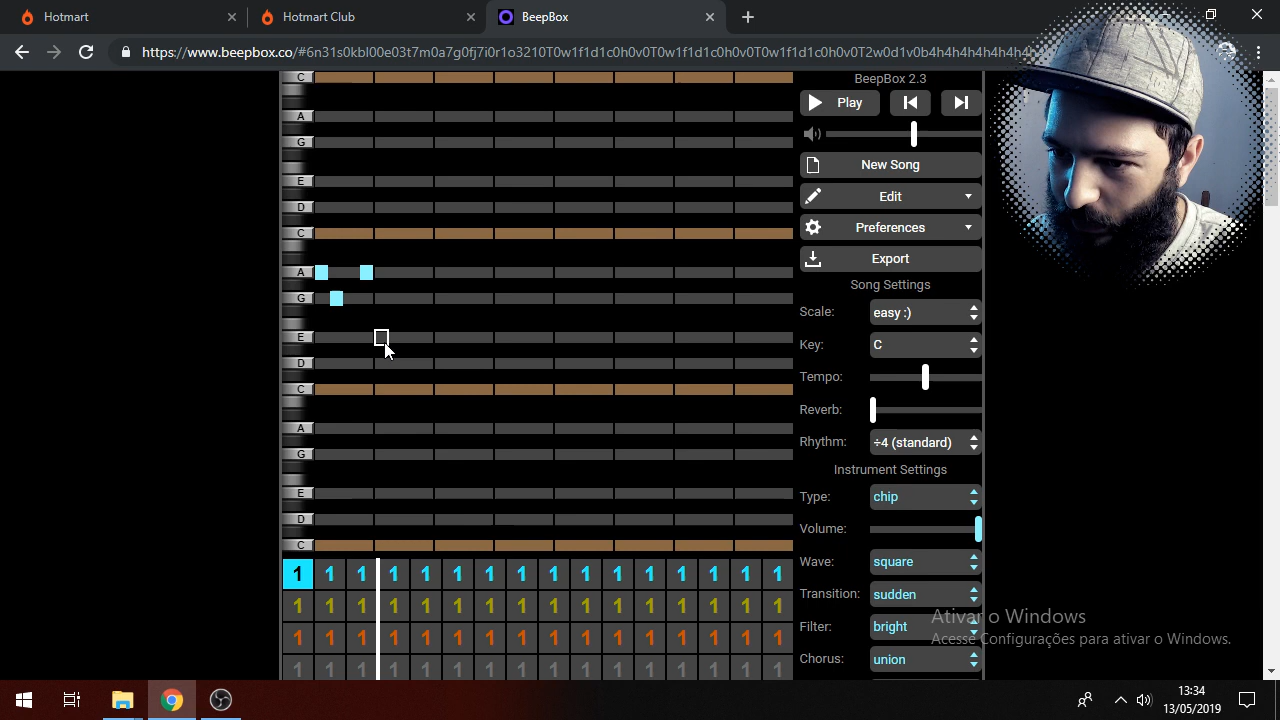 Hotmart
Hotmart Club
BeepBox
https://www.beepbox.co/#6n31s0kbl00e03t7m0a7g0fj7i0r1o3210T0w1f1d1c0h0v0T0w1f1d1c0h0v0T0w1f1d1c0h0v0T2w0d1v0b4h4h4h4h4h4h
C
A
G
E
D
C
A
G
E
D
C
A
G
E
D
C
1 1 1 1 1 1 1 1 1 1 1 1 1 1 1 1
1 1 1 1 1 1 1 1 1 1 1 1 1 1 1 1
1 1 1 1 1 1 1 1 1 1 1 1 1 1 1 1
1 1 1 1 1 1 1 1 1 1 1 1 1 1 1 1
BeepBox 2.3
Play
New Song
Edit
Preferences
Export
Song Settings
Scale: easy :)
Key: C
Tempo:
Reverb:
Rhythm: ÷4 (standard)
Instrument Settings
Type: chip
Volume:
Wave: square
Transition: sudden
Filter: bright
Chorus: union
Ativar o Windows
Acesse Configurações para ativar o Windows.
13:34
13/05/2019